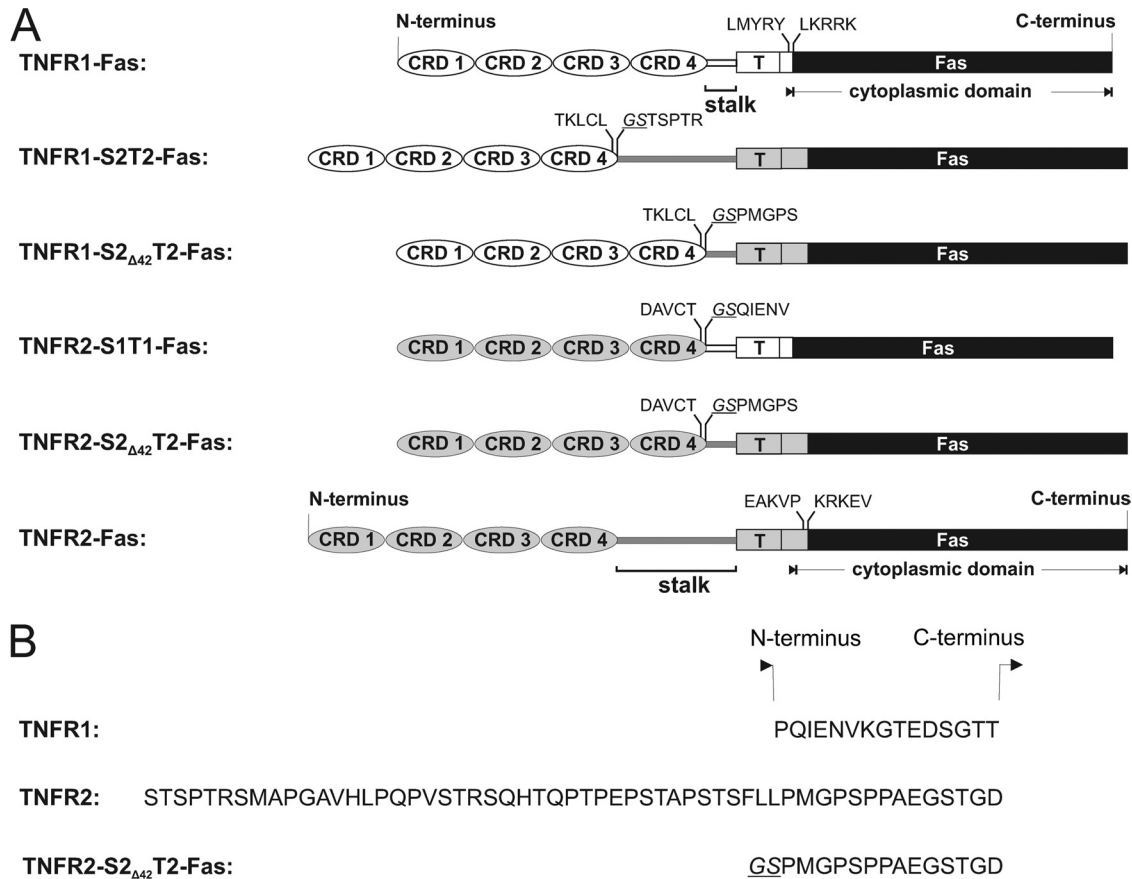 A
N-terminus LMYRY LKRRK C-terminus
TNFR1-Fas: CRD 1 CRD 2 CRD 3 CRD 4 T Fas
stalk cytoplasmic domain
TKLCL GSTSPTR
TNFR1-S2T2-Fas: CRD 1 CRD 2 CRD 3 CRD 4 T Fas
TKLCL GSPMGPS
TNFR1-S2Δ42T2-Fas: CRD 1 CRD 2 CRD 3 CRD 4 T Fas
DAVCT GSQIENV
TNFR2-S1T1-Fas: CRD 1 CRD 2 CRD 3 CRD 4 T Fas
DAVCT GSPMGPS
TNFR2-S2Δ42T2-Fas: CRD 1 CRD 2 CRD 3 CRD 4 T Fas
N-terminus EAKVP KRKEV C-terminus
TNFR2-Fas: CRD 1 CRD 2 CRD 3 CRD 4 T Fas
stalk cytoplasmic domain
B
N-terminus C-terminus
TNFR1: PQIENVKGTEDSGTT
TNFR2: STSPTRSMAPGAVHLPQPVSTRSQHTQPTPEPSTAPSTSFLLPMGPSPPAEGSTGD
TNFR2-S2Δ42T2-Fas: GSPMGPSPPAEGSTGD